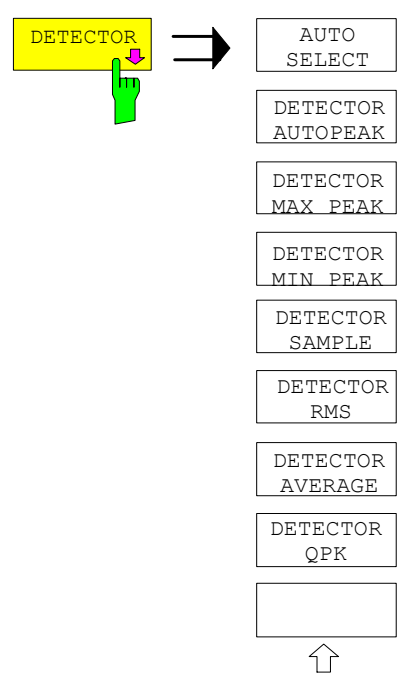 DETECTOR
AUTO
SELECT
DETECTOR
AUTOPEAK
DETECTOR
MAX PEAK
DETECTOR
MIN PEAK
DETECTOR
SAMPLE
DETECTOR
RMS
DETECTOR
AVERAGE
DETECTOR
QPK